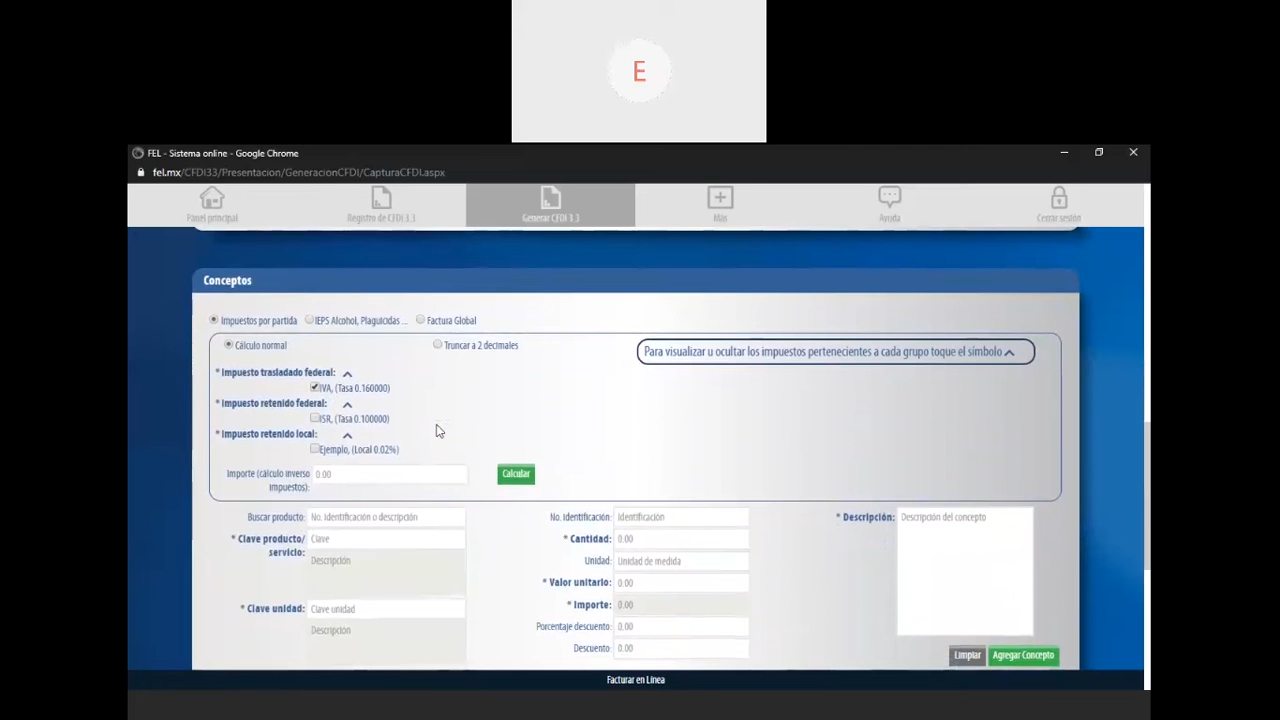 E
FEL - Sistema online - Google Chrome
fel.mx/CFDI33/Presentacion/GeneracionCFDI/CapturaCFDI.aspx
Panel principal
Registro de CFDI 3.3
Generar CFDI 3.3
Más
Ayuda
Cerrar sesión
Conceptos
Impuestos por partida
IEPS Alcohol, Plaguicidas ...
Factura Global
Cálculo normal
Truncar a 2 decimales
Para visualizar u ocultar los impuestos pertenecientes a cada grupo toque el símbolo
* Impuesto trasladado federal:
IVA, (Tasa 0.160000)
* Impuesto retenido federal:
ISR, (Tasa 0.100000)
* Impuesto retenido local:
Ejemplo, (Local 0.02%)
Importe (cálculo inverso
impuestos):
0.00
Calcular
Buscar producto: No. Identificación o descripción
* Clave producto/
servicio:
Clave
Descripción
* Clave unidad: Clave unidad
Descripción
No. Identificación: Identificación
* Cantidad: 0.00
Unidad: Unidad de medida
* Valor unitario: 0.00
* Importe: 0.00
Porcentaje descuento: 0.00
Descuento: 0.00
* Descripción: Descripción del concepto
Limpiar
Agregar Concepto
Facturar en Línea